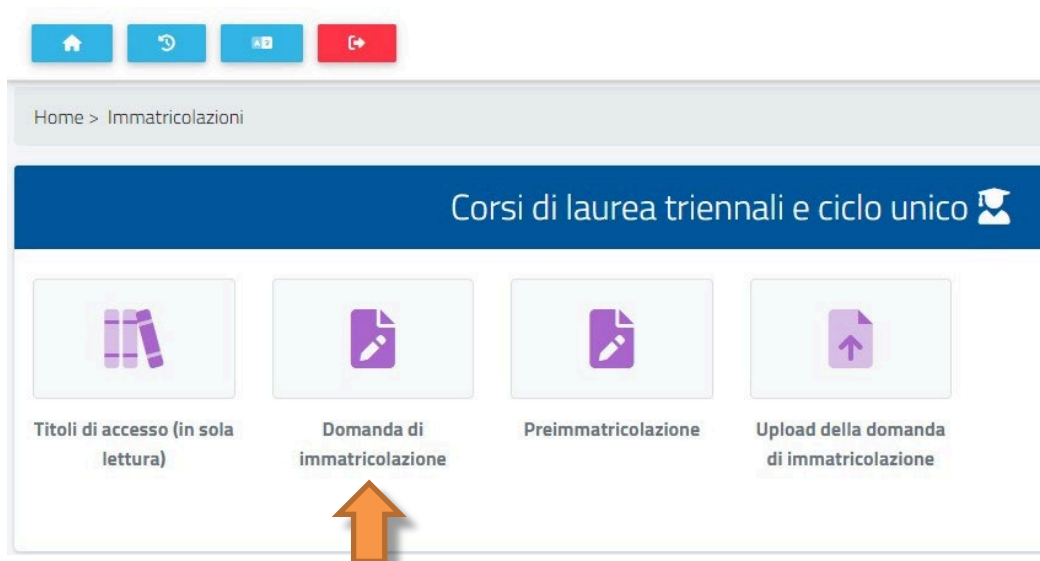 Home > Immatricolazioni
Corsi di laurea triennali e ciclo unico
Titoli di accesso (in sola
lettura)
Domanda di
immatricolazione
Preimmatricolazione
Upload della domanda
di immatricolazione